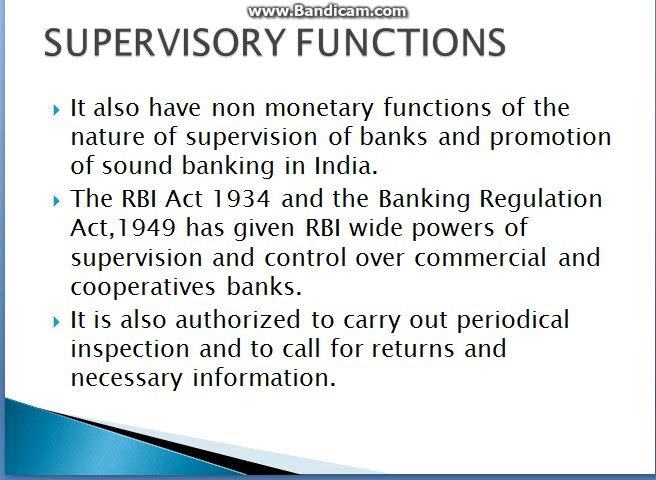 www.Bandicam.com
SUPERVISORY FUNCTIONS
It also have non monetary functions of the
nature of supervision of banks and promotion
of sound banking in India.
The RBI Act 1934 and the Banking Regulation
Act,1949 has given RBI wide powers of
supervision and control over commercial and
cooperatives banks.
It is also authorized to carry out periodical
inspection and to call for returns and
necessary information.